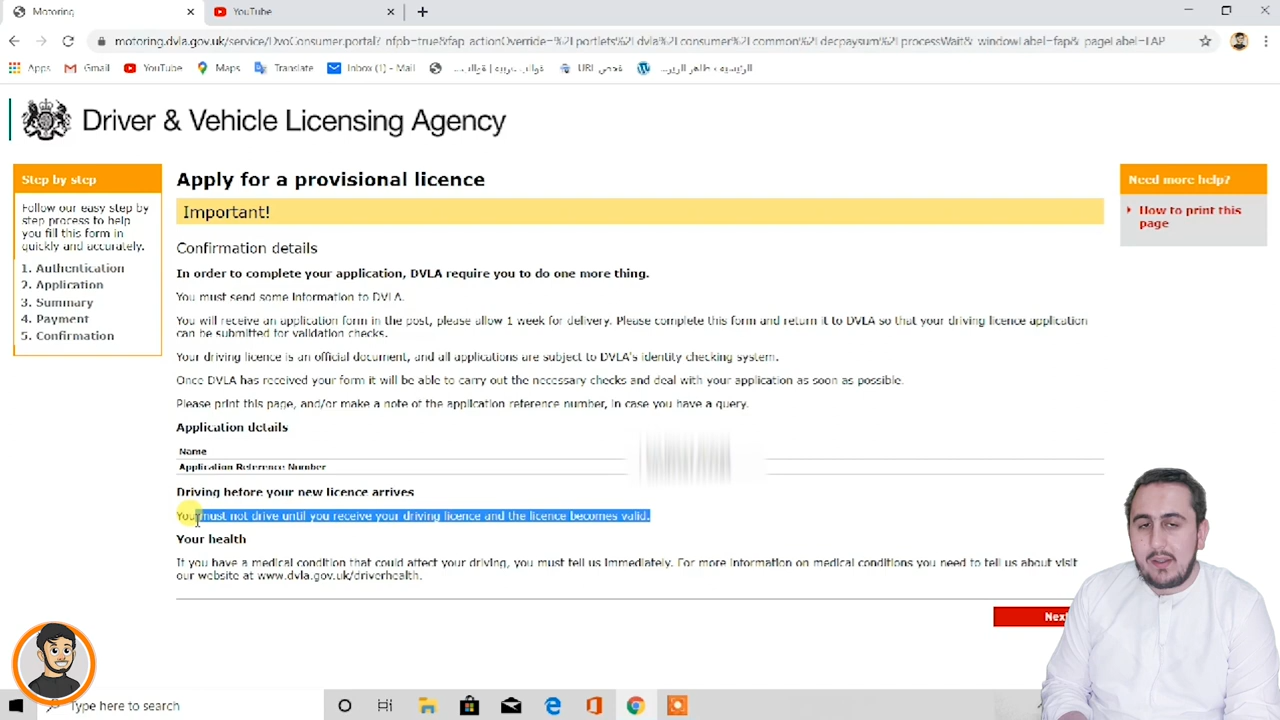 Motoring
YouTube
motoring.dvla.gov.uk/service/DvoConsumer.portal?_nfpb=true&fap_actionOverride=%2Fportlets%2Fdvla%2Fconsumer%2Fcommon%2Fdecpaysum%2FprocessWait&_windowLabel=fap&_pageLabel=FAP
Apps Gmail YouTube Maps Translate Inbox (1) - Mail قوالب عربيه | قوالب... فحص URL الرئيسيه - طاهر الزير...
Driver & Vehicle Licensing Agency
Step by step
Follow our easy step by
step process to help
you fill this form in
quickly and accurately.
1. Authentication
2. Application
3. Summary
4. Payment
5. Confirmation
Apply for a provisional licence
Important!
Confirmation details
In order to complete your application, DVLA require you to do one more thing.
You must send some information to DVLA.
You will receive an application form in the post, please allow 1 week for delivery. Please complete this form and return it to DVLA so that your driving licence application
can be submitted for validation checks.
Your driving licence is an official document, and all applications are subject to DVLA's identity checking system.
Once DVLA has received your form it will be able to carry out the necessary checks and deal with your application as soon as possible.
Please print this page, and/or make a note of the application reference number, in case you have a query.
Application details
Name
Application Reference Number
Driving before your new licence arrives
You must not drive until you receive your driving licence and the licence becomes valid.
Your health
If you have a medical condition that could affect your driving, you must tell us immediately. For more information on medical conditions you need to tell us about visit
our website at www.dvla.gov.uk/driverhealth.
Need more help?
How to print this
page
Next
Type here to search